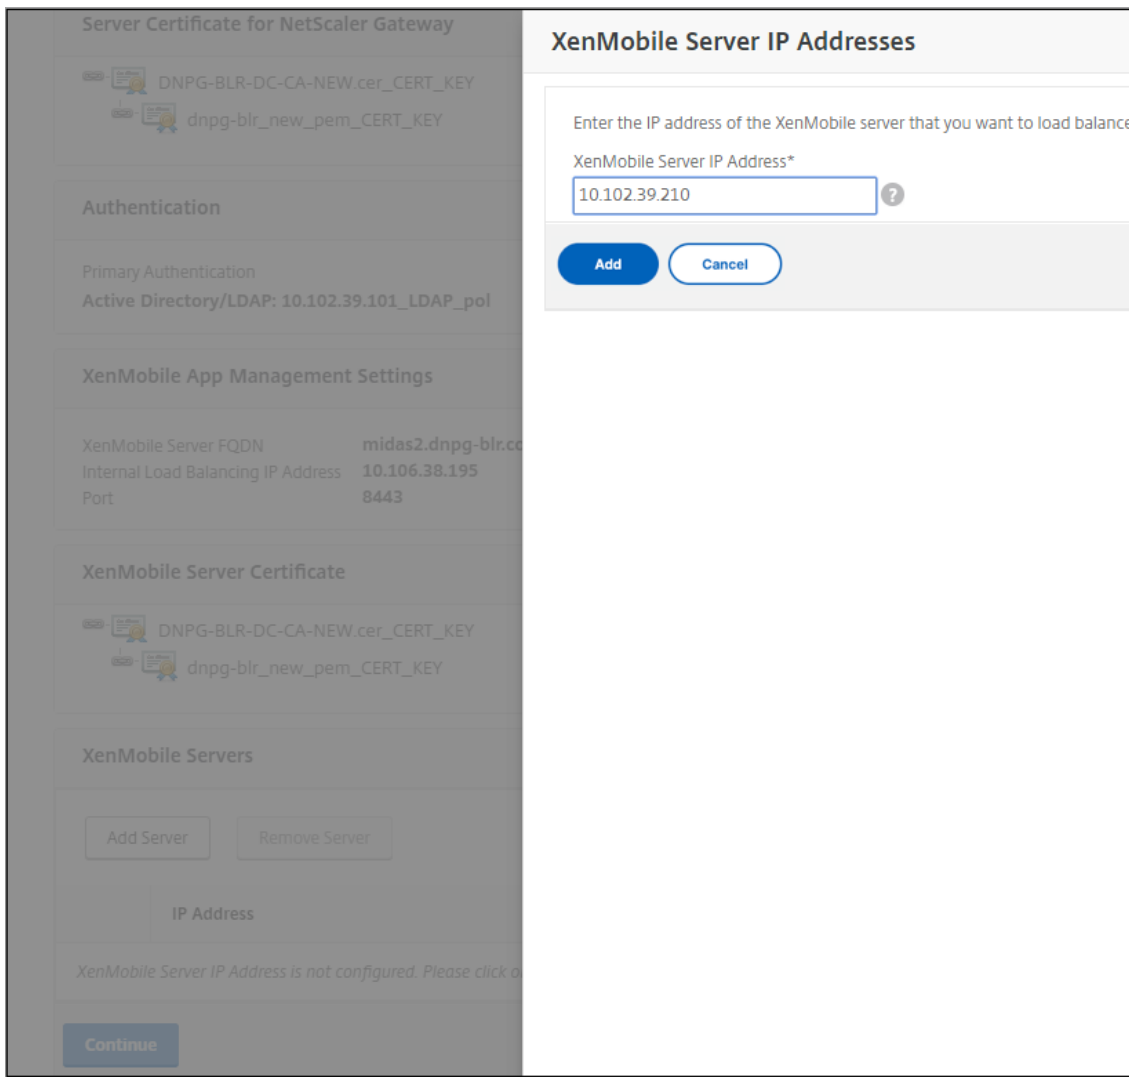 Server Certificate for NetScaler Gateway
DNPG-BLR-DC-CA-NEW.cer_CERT_KEY
dnpg-blr_new_pem_CERT_KEY
Authentication
Primary Authentication
Active Directory/LDAP: 10.102.39.101_LDAP_pol
XenMobile App Management Settings
XenMobile Server FQDN midas2.dnpg-blr.co
Internal Load Balancing IP Address 10.106.38.195
Port 8443
XenMobile Server Certificate
DNPG-BLR-DC-CA-NEW.cer_CERT_KEY
dnpg-blr_new_pem_CERT_KEY
XenMobile Servers
Add Server Remove Server
IP Address
XenMobile Server IP Address is not configured. Please click o
Continue
XenMobile Server IP Addresses
Enter the IP address of the XenMobile server that you want to load balance
XenMobile Server IP Address*
10.102.39.210 ?
Add Cancel